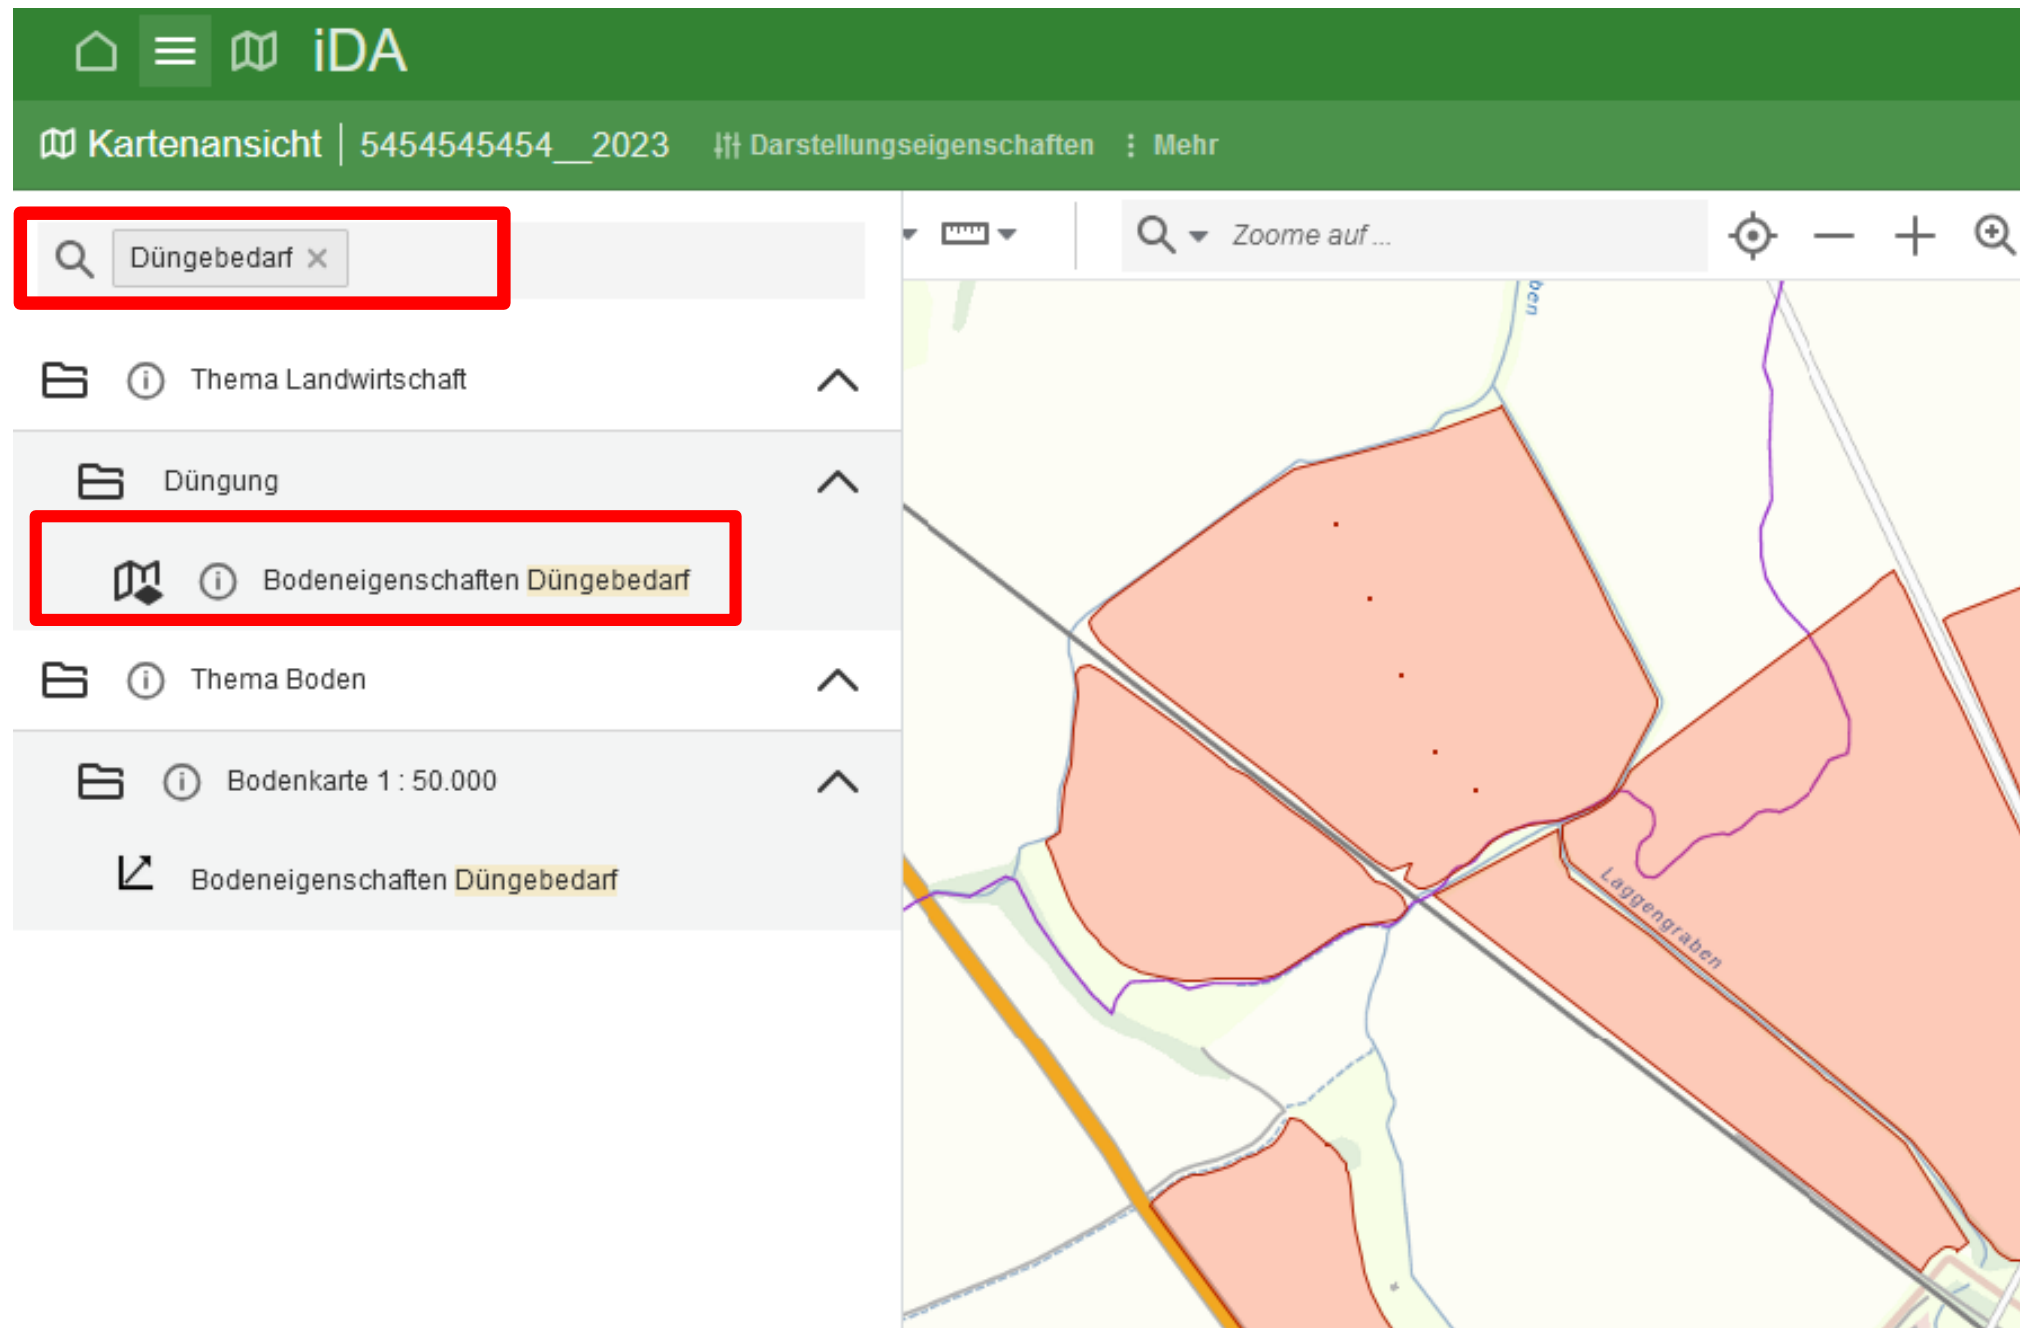 iDA
Kartenansicht | 5454545454__2023 Darstellungseigenschaften Mehr
Düngebedarf ×
Zoome auf ...
Thema Landwirtschaft
Düngung
Bodeneigenschaften Düngebedarf
Thema Boden
Bodenkarte 1 : 50.000
Bodeneigenschaften Düngebedarf
ben
Laggengraben